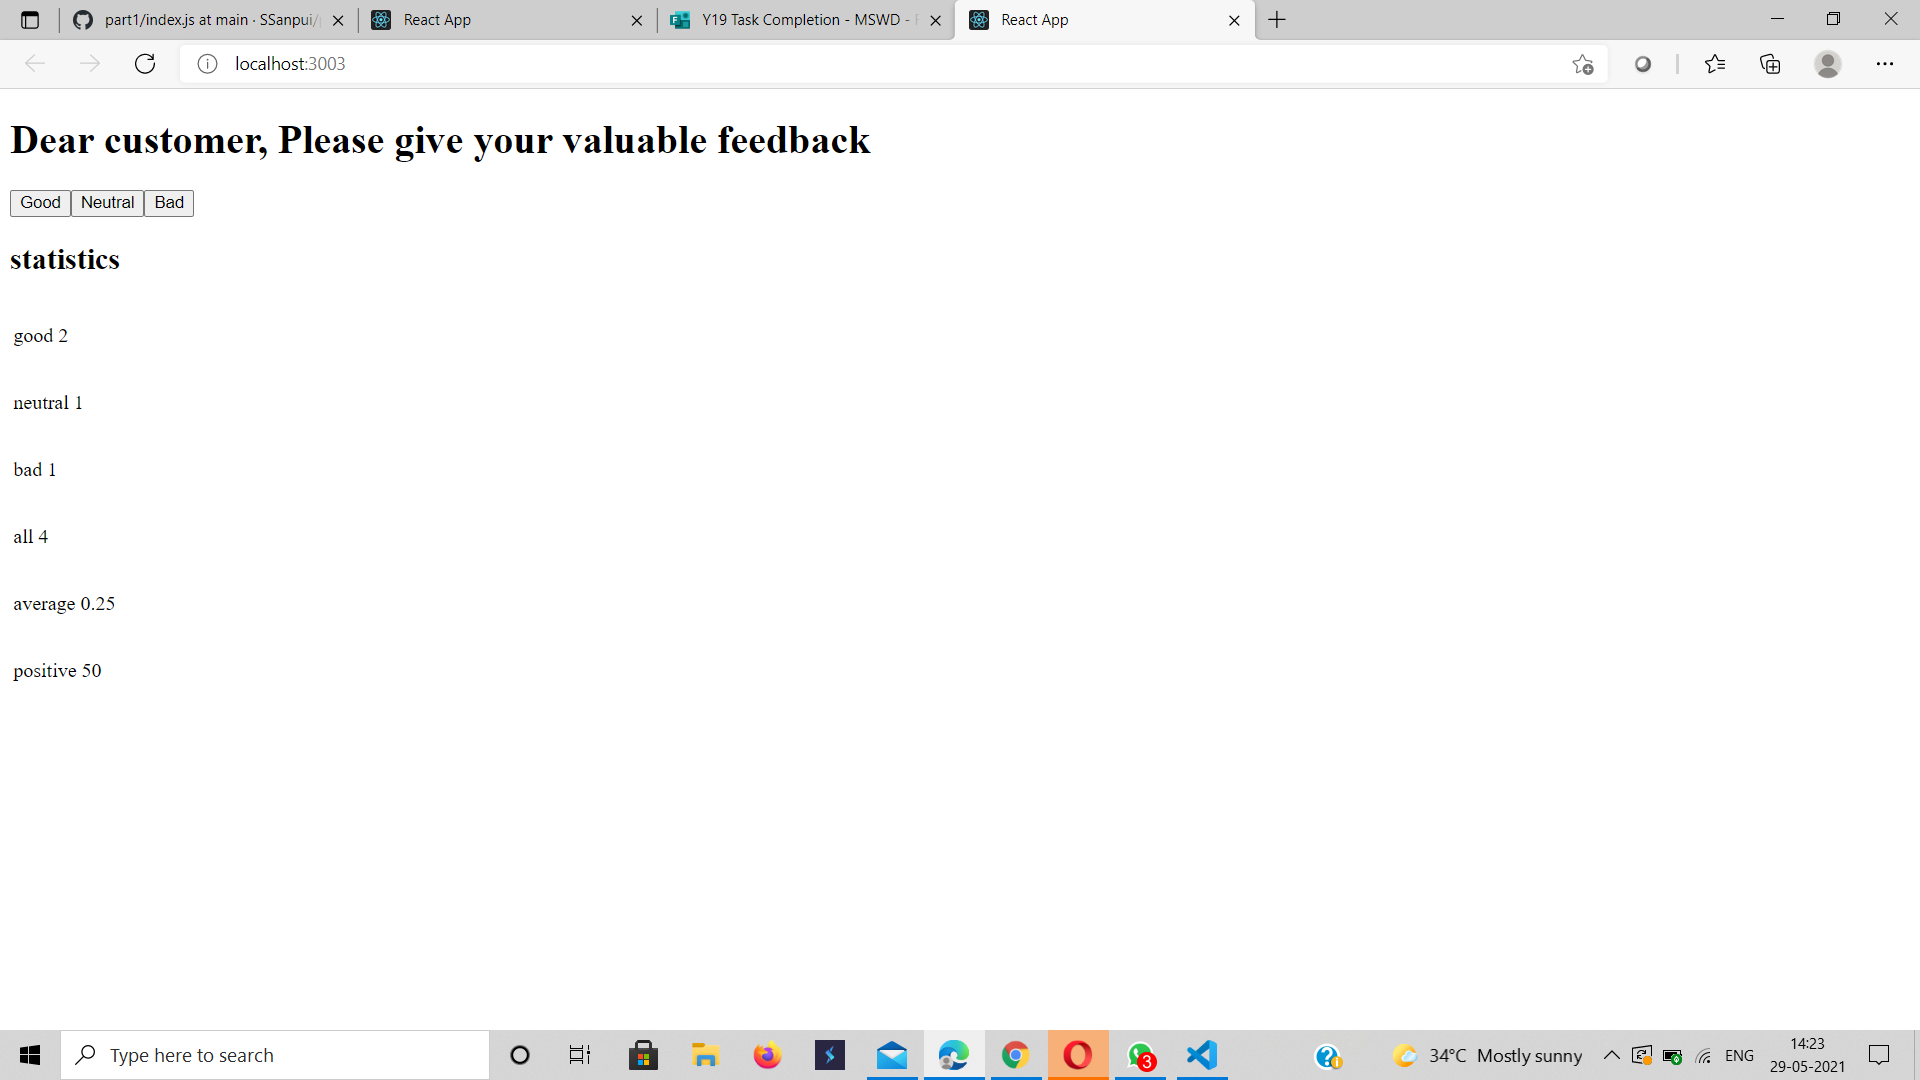 part1/index.js at main · SSanpui/
React App
Y19 Task Completion - MSWD -
React App
localhost:3003
Dear customer, Please give your valuable feedback
Good Neutral Bad
statistics
good 2
neutral 1
bad 1
all 4
average 0.25
positive 50
Type here to search
3
34°C Mostly sunny
ENG
14:23
29-05-2021